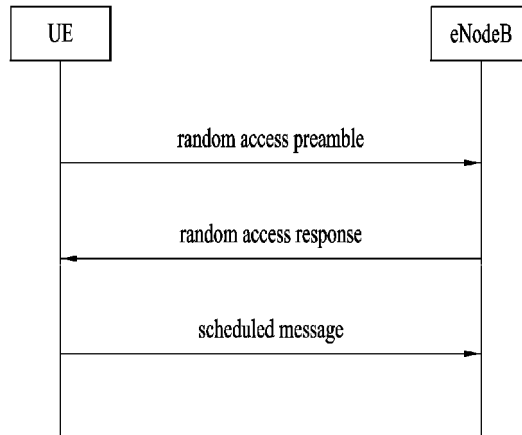 UE
eNodeB
random access preamble
random access response
scheduled message